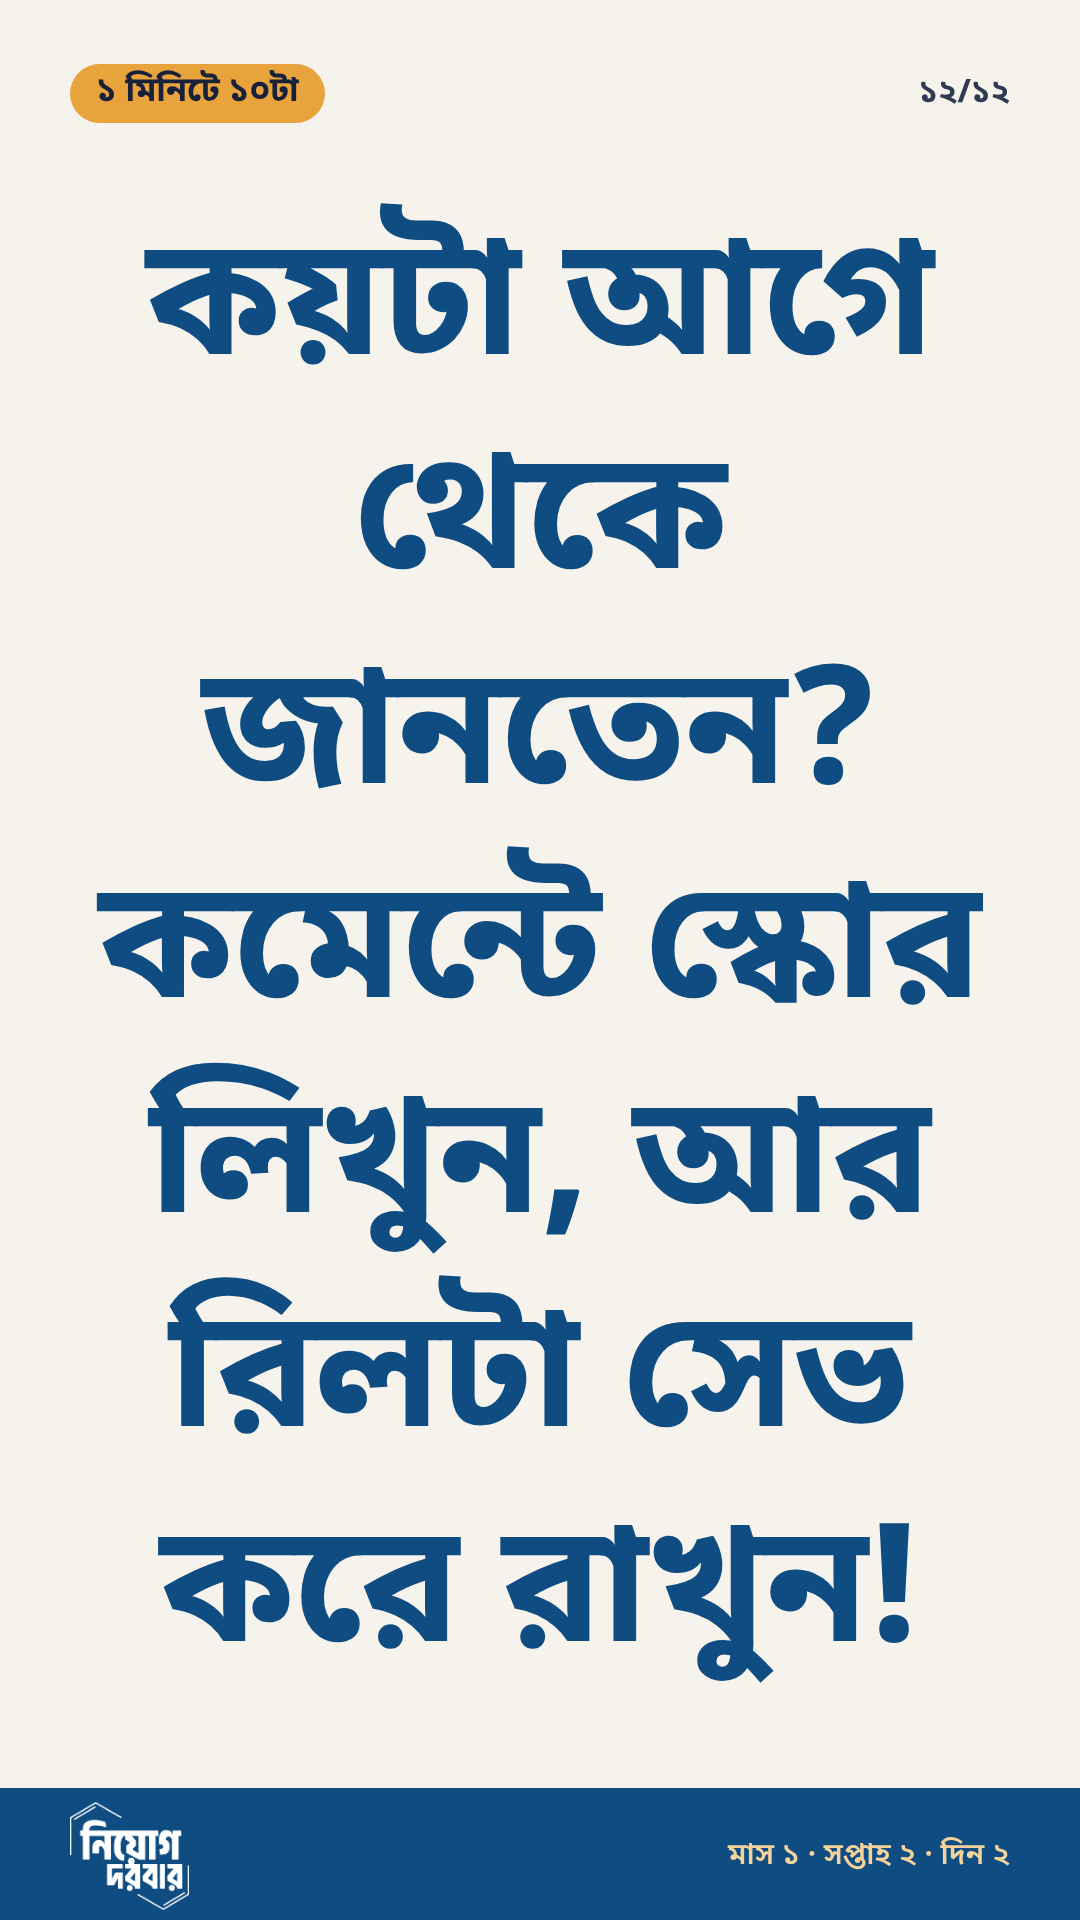 ১ মিনিটে ১০টা
১২/১২
কয়টা আগে
থেকে
জানতেন?
কমেন্টে স্কোর
লিখুন, আর
রিলটা সেভ
করে রাখুন!
নিয়োগ
দরবার
মাস ১ · সপ্তাহ ২ · দিন ২